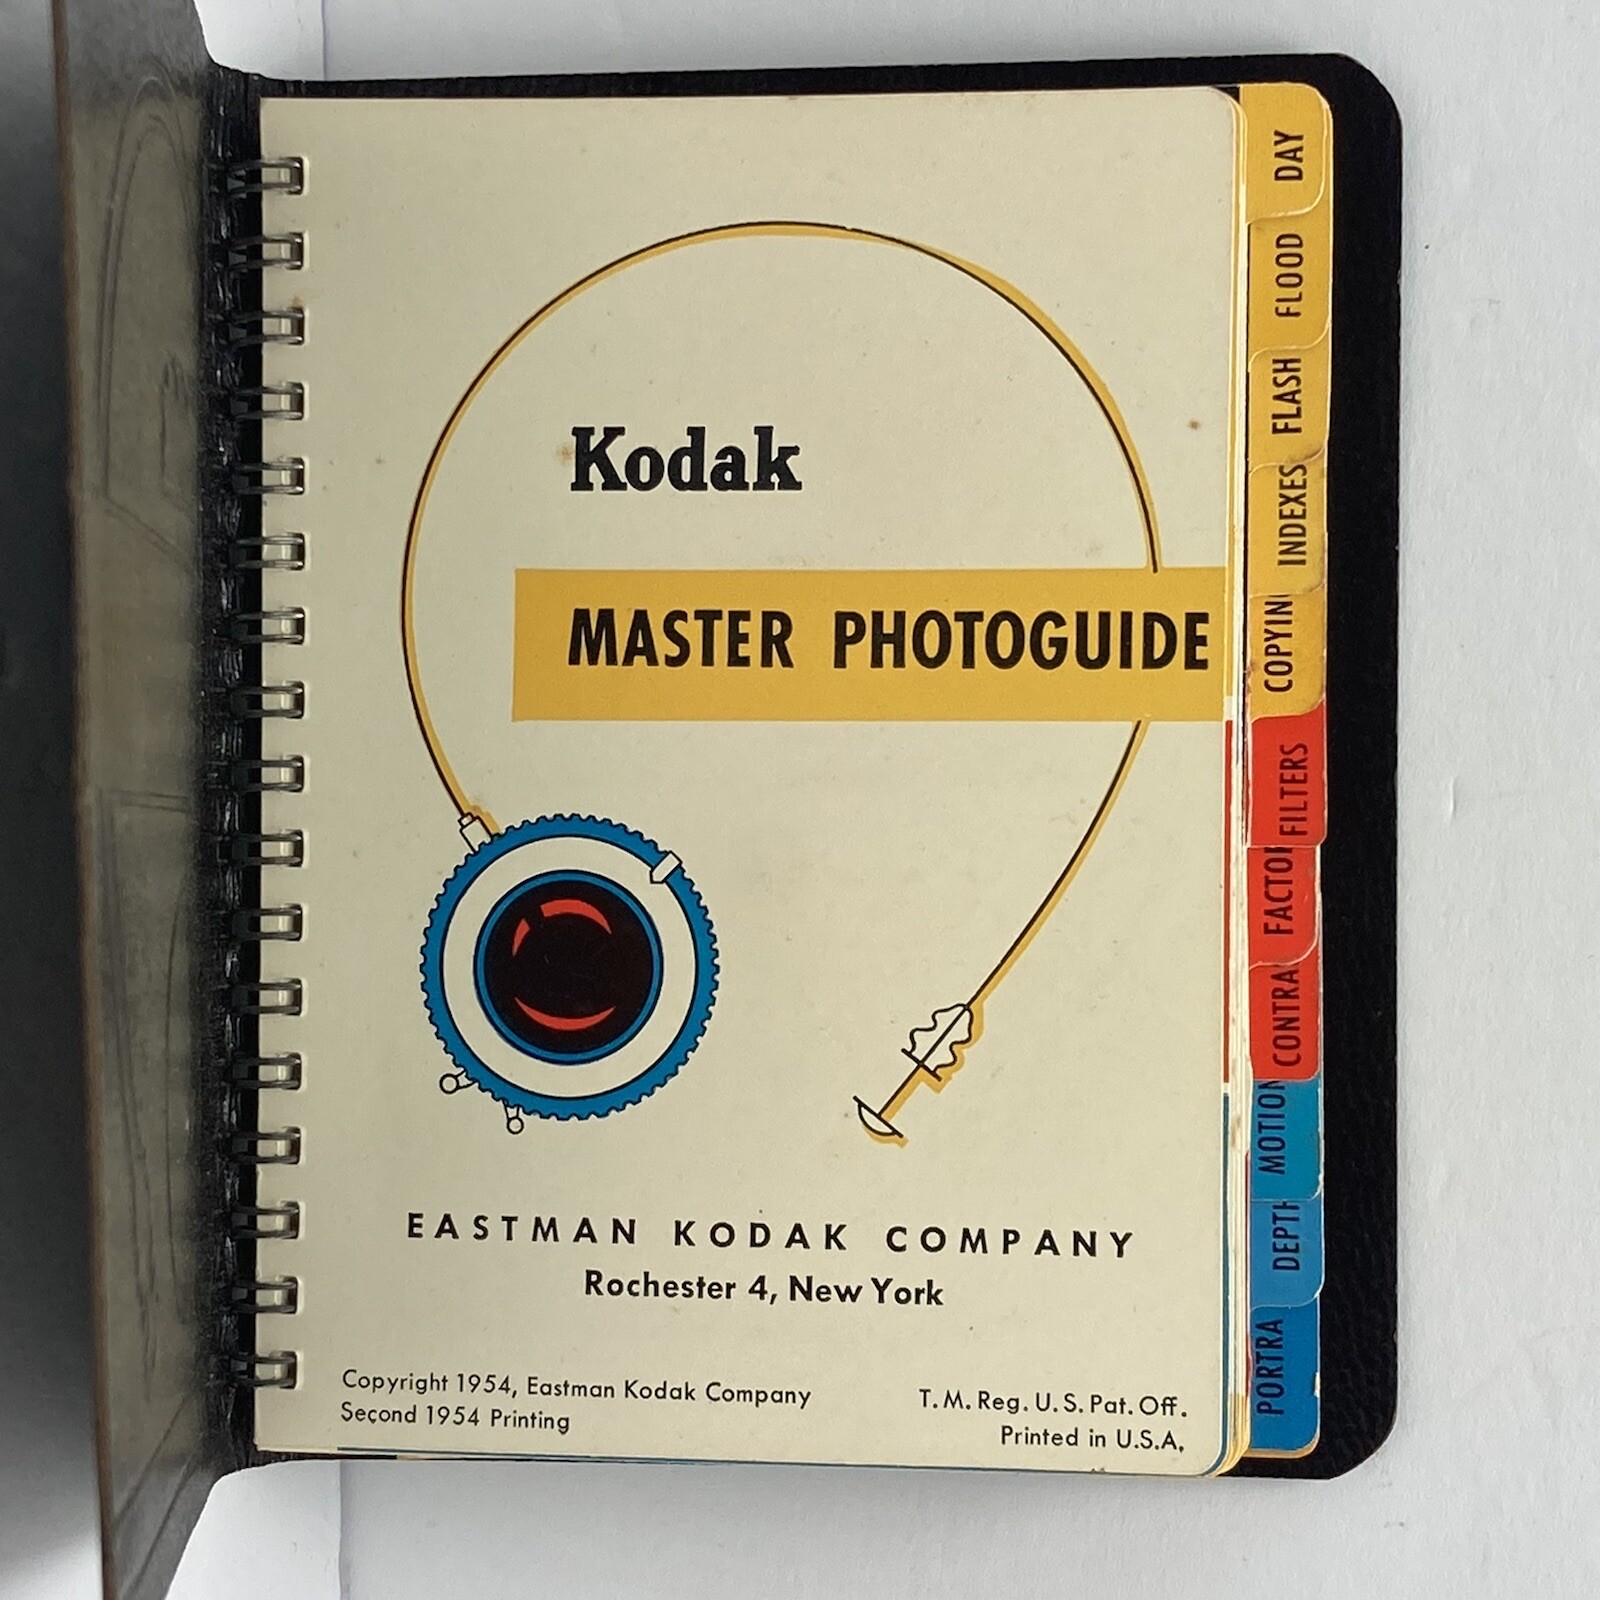 Kodak
MASTER PHOTOGUIDE
EASTMAN KODAK COMPANY
Rochester 4, New York
Copyright 1954, Eastman Kodak Company
Second 1954 Printing
T. M. Reg. U. S. Pat. Off.
Printed in U.S.A.
DAY
FLOOD
FLASH
INDEXES
COPYIN
FILTERS
FACTOR
CONTRA
MOTION
DEPTH
PORTRA